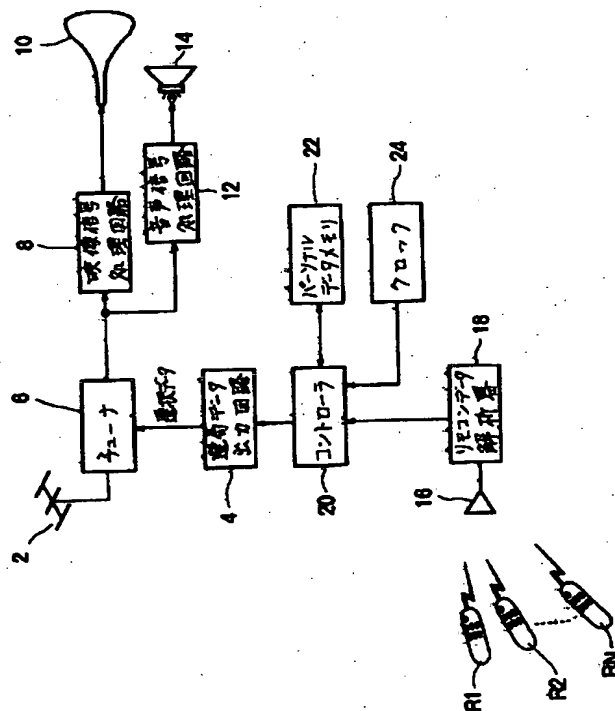 10
14
映像信号
処理回路
8
音声信号
処理回路
12
22
24
パーソナル
データメモリ
クロック
6
チューナ
選択データ
選局データ
出力回路
4
コントローラ
20
18
リモコンデータ
解析器
16
2
R1
R2
RN